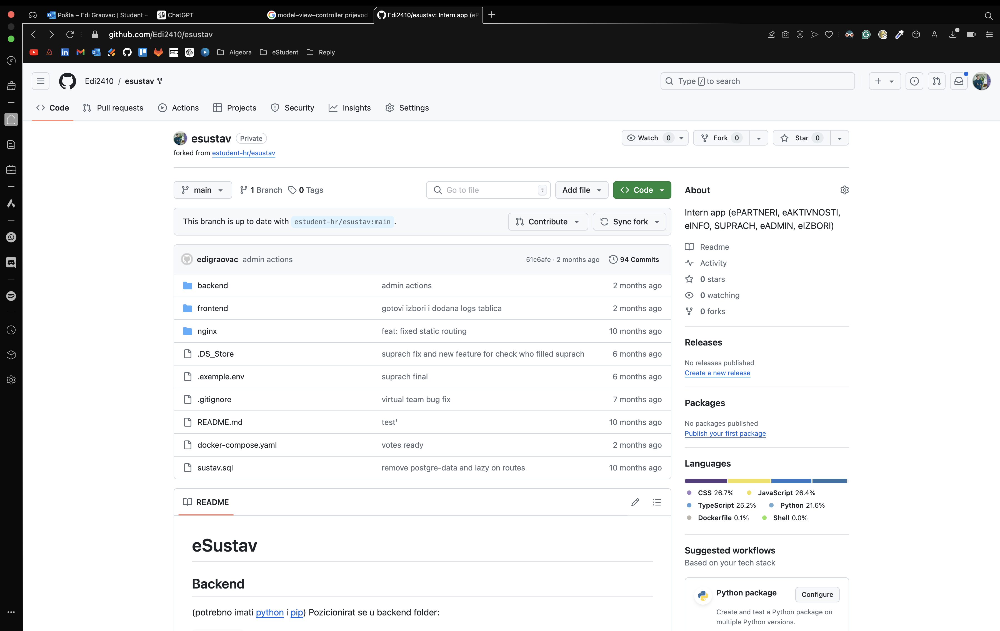 Pošta – Edi Graovac | Student –
ChatGPT
model–view–controller prijevod
Edi2410/esustav: Intern app (eP
github.com/Edi2410/esustav
Algebra
eStudent
Reply
Edi2410 / esustav
Type / to search
Code
Pull requests
Actions
Projects
Security
Insights
Settings
esustav Private
forked from estudent-hr/esustav
Watch 0
Fork 0
Star 0
main
1 Branch
0 Tags
Go to file t
Add file
Code
This branch is up to date with estudent-hr/esustav:main .
Contribute
Sync fork
edigraovac admin actions
51c6afe · 2 months ago
94 Commits
backend admin actions 2 months ago
frontend gotovi izbori i dodana logs tablica 2 months ago
nginx feat: fixed static routing 10 months ago
.DS_Store suprach fix and new feature for check who filled suprach 6 months ago
.exemple.env suprach final 6 months ago
.gitignore virtual team bug fix 7 months ago
README.md test' 10 months ago
docker-compose.yaml votes ready 2 months ago
sustav.sql remove postgre-data and lazy on routes 10 months ago
README
eSustav
Backend
(potrebno imati python i pip) Pozicionirat se u backend folder:
About
Intern app (ePARTNERI, eAKTIVNOSTI,
eINFO, SUPRACH, eADMIN, eIZBORI)
Readme
Activity
0 stars
0 watching
0 forks
Releases
No releases published
Create a new release
Packages
No packages published
Publish your first package
Languages
CSS 26.7% JavaScript 26.4%
TypeScript 25.2% Python 21.6%
Dockerfile 0.1% Shell 0.0%
Suggested workflows
Based on your tech stack
Python package
Configure
Create and test a Python package on
multiple Python versions.